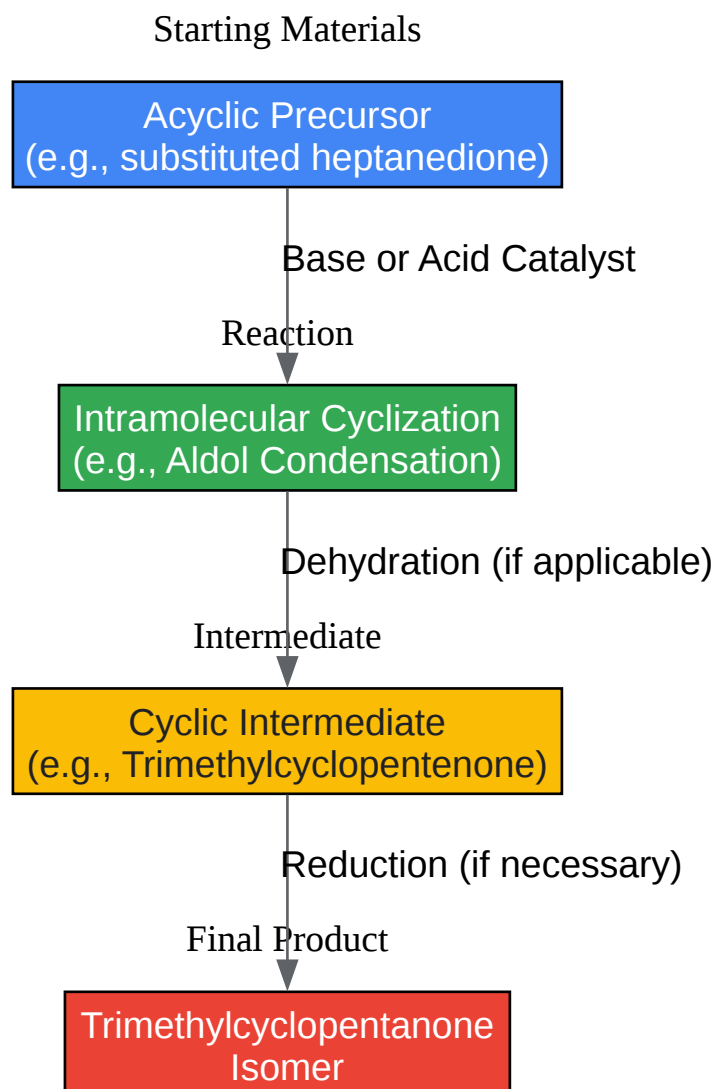 Starting Materials
Acyclic Precursor
(e.g., substituted heptanedione)
Base or Acid Catalyst
Reaction
Intramolecular Cyclization
(e.g., Aldol Condensation)
Dehydration (if applicable)
Intermediate
Cyclic Intermediate
(e.g., Trimethylcyclopentenone)
Reduction (if necessary)
Final Product
Trimethylcyclopentanone
Isomer